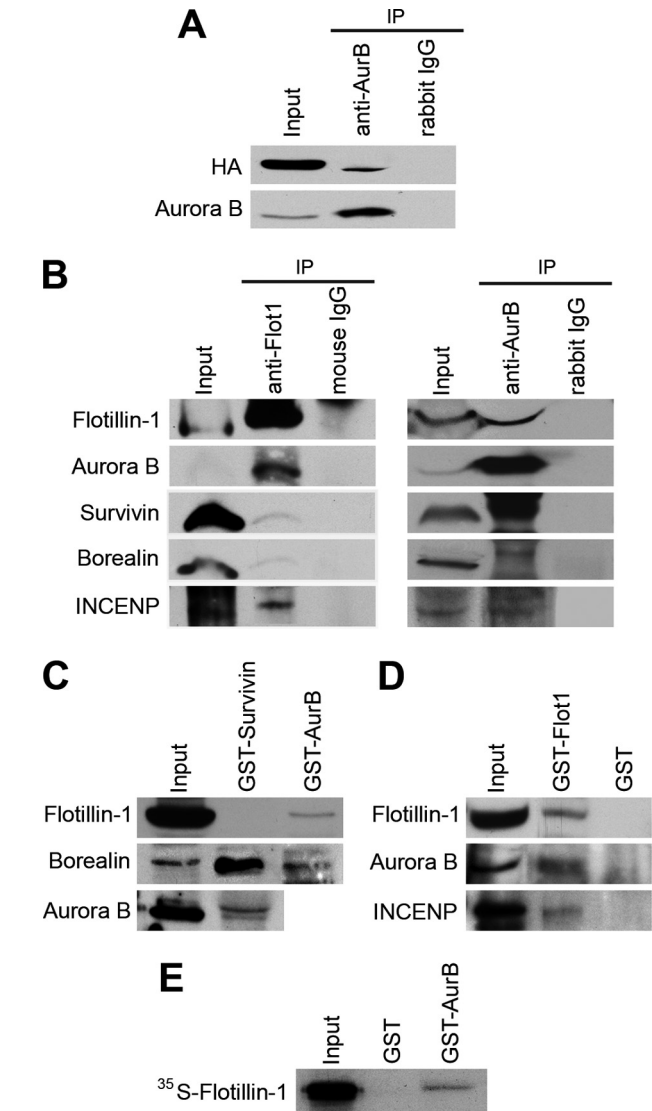 A
IP
Input
anti-AurB
rabbit IgG
HA
Aurora B
B
IP
Input
anti-Flot1
mouse IgG
IP
Input
anti-AurB
rabbit IgG
Flotillin-1
Aurora B
Survivin
Borealin
INCENP
C
Input
GST-Survivin
GST-AurB
Flotillin-1
Borealin
Aurora B
D
Input
GST-Flot1
GST
Flotillin-1
Aurora B
INCENP
E
Input
GST
GST-AurB
³⁵S-Flotillin-1